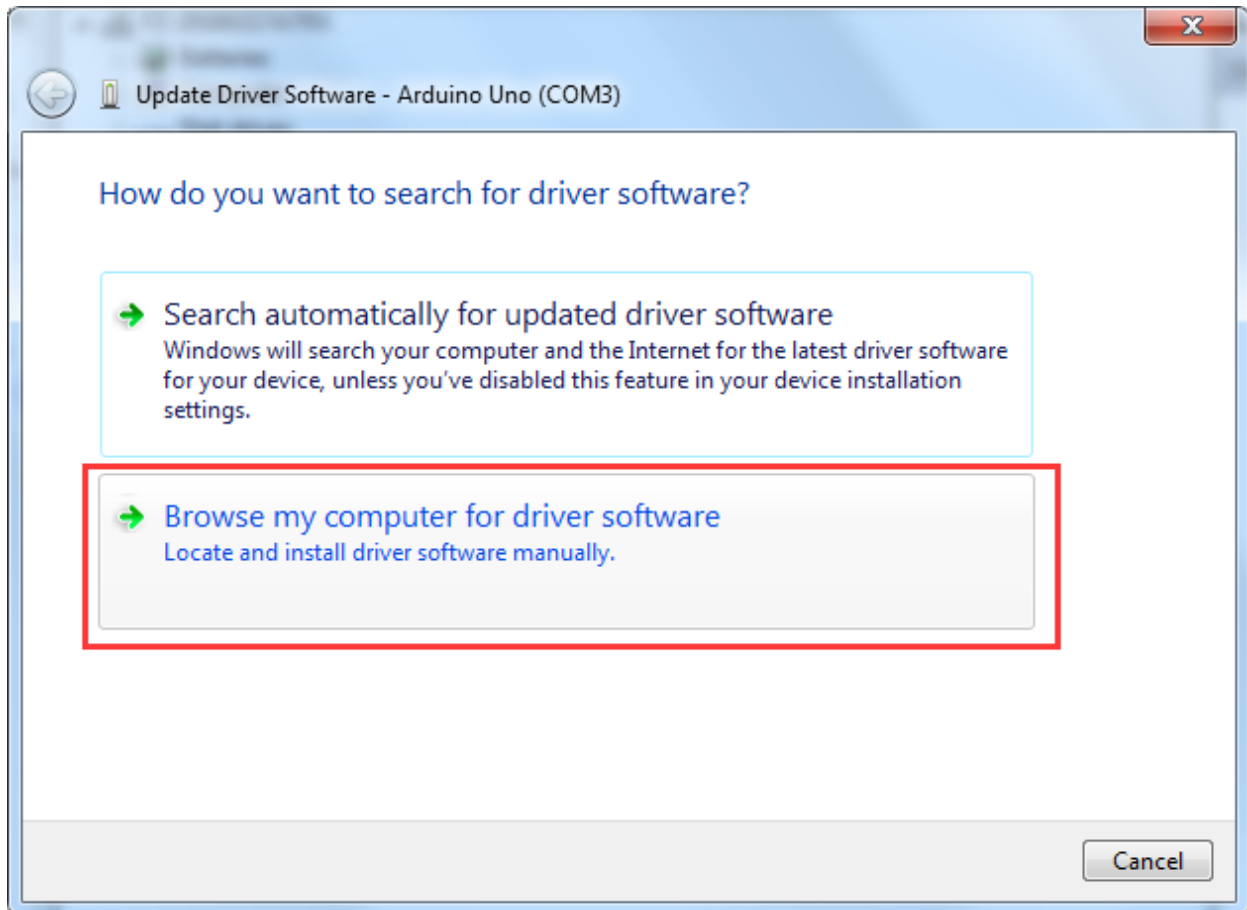 Update Driver Software - Arduino Uno (COM3)
How do you want to search for driver software?
Search automatically for updated driver software
Windows will search your computer and the Internet for the latest driver software
for your device, unless you've disabled this feature in your device installation
settings.
Browse my computer for driver software
Locate and install driver software manually.
Cancel